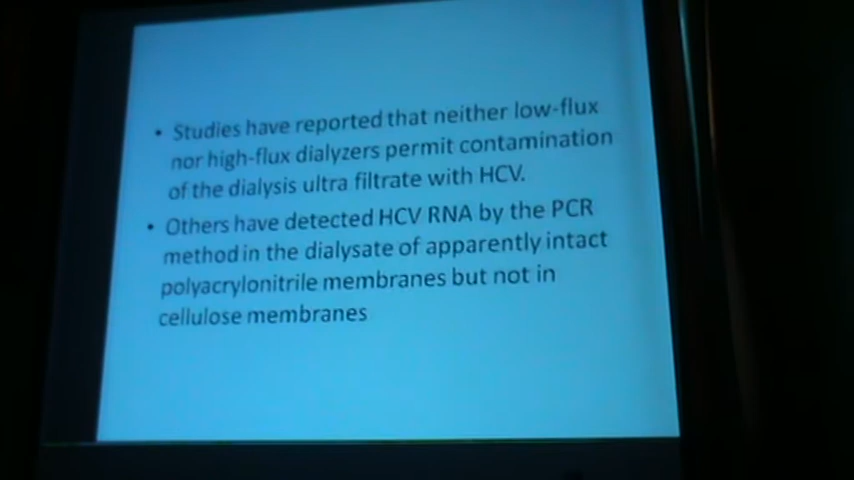 • Studies have reported that neither low-flux
nor high-flux dialyzers permit contamination
of the dialysis ultra filtrate with HCV.
• Others have detected HCV RNA by the PCR
method in the dialysate of apparently intact
polyacrylonitrile membranes but not in
cellulose membranes